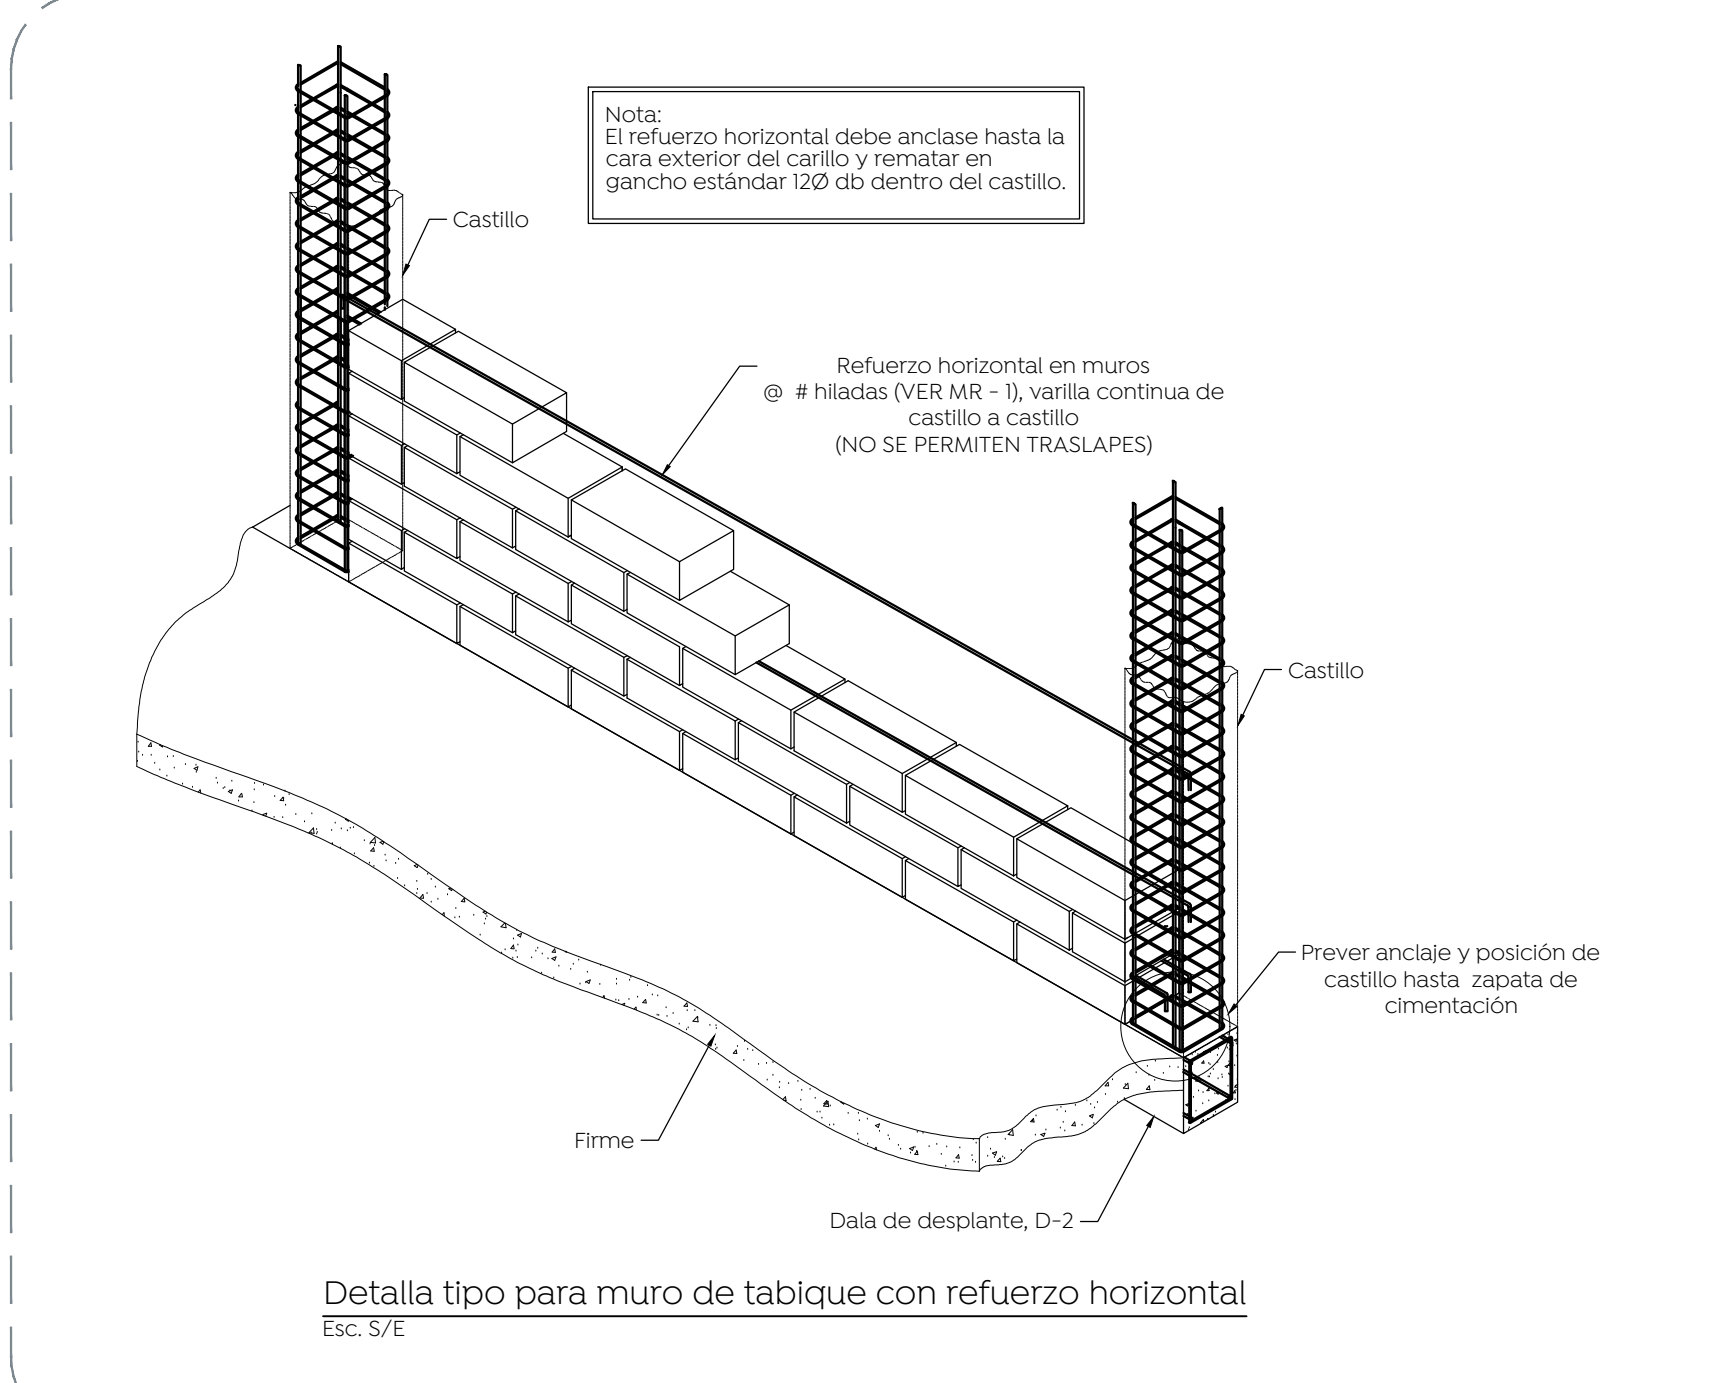 Nota:
El refuerzo horizontal debe anclase hasta la
cara exterior del carillo y rematar en
gancho estándar 12Ø db dentro del castillo.
Castillo
Refuerzo horizontal en muros
@ # hiladas (VER MR - 1), varilla continua de
castillo a castillo
(NO SE PERMITEN TRASLAPES)
Castillo
Prever anclaje y posición de
castillo hasta zapata de
cimentación
Firme
Dala de desplante, D-2
Detalla tipo para muro de tabique con refuerzo horizontal
Esc. S/E